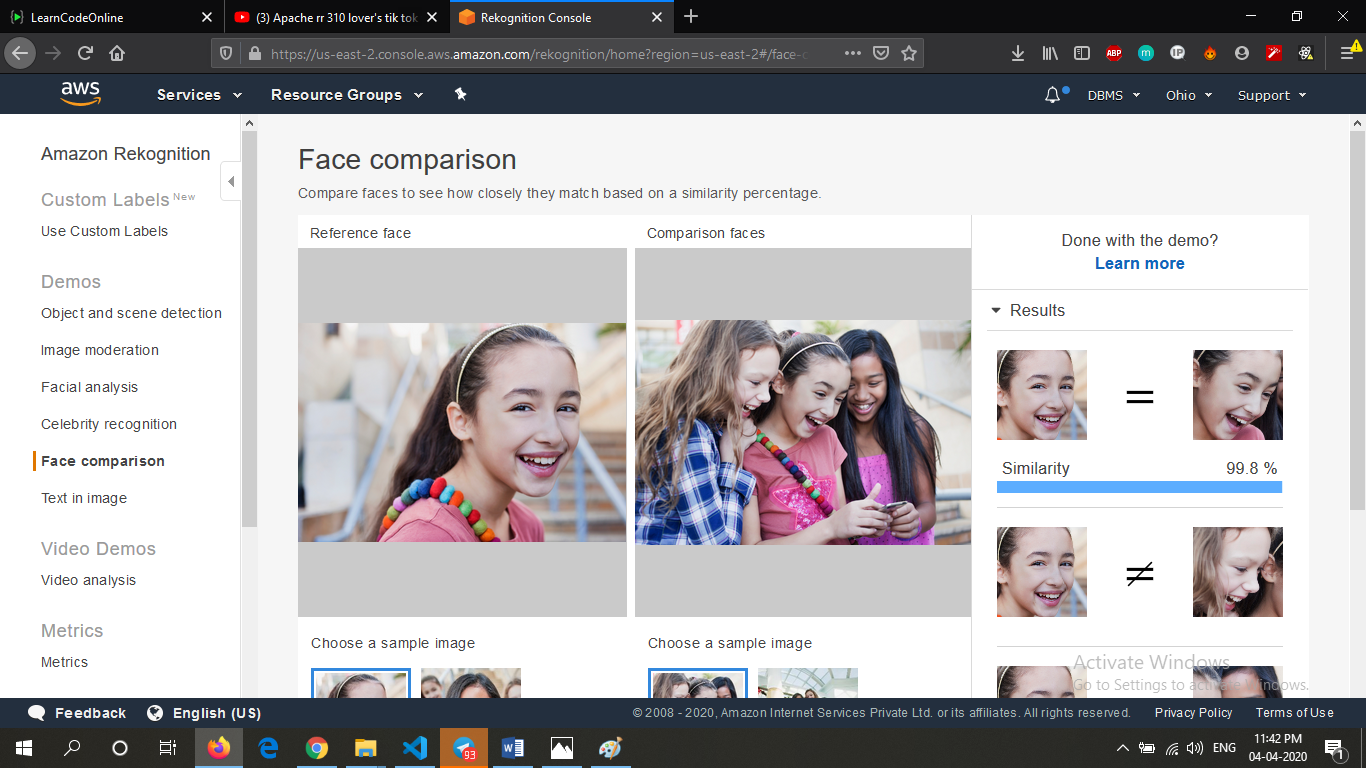 LearnCodeOnline
(3) Apache rr 310 lover's tik tok
Rekognition Console
https://us-east-2.console.aws.amazon.com/rekognition/home?region=us-east-2#/face-c
ABP
m
IP
aws
Services
Resource Groups
DBMS
Ohio
Support
Amazon Rekognition
Custom Labels New
Use Custom Labels
Demos
Object and scene detection
Image moderation
Facial analysis
Celebrity recognition
Face comparison
Text in image
Video Demos
Video analysis
Metrics
Metrics
Face comparison
Compare faces to see how closely they match based on a similarity percentage.
Reference face
Comparison faces
Choose a sample image
Choose a sample image
Done with the demo?
Learn more
Results
=
Similarity 99.8 %
≠
Activate Windows
Go to Settings to activate Windows.
Feedback
English (US)
© 2008 - 2020, Amazon Internet Services Private Ltd. or its affiliates. All rights reserved.
Privacy Policy
Terms of Use
93
ENG
11:42 PM
04-04-2020
1